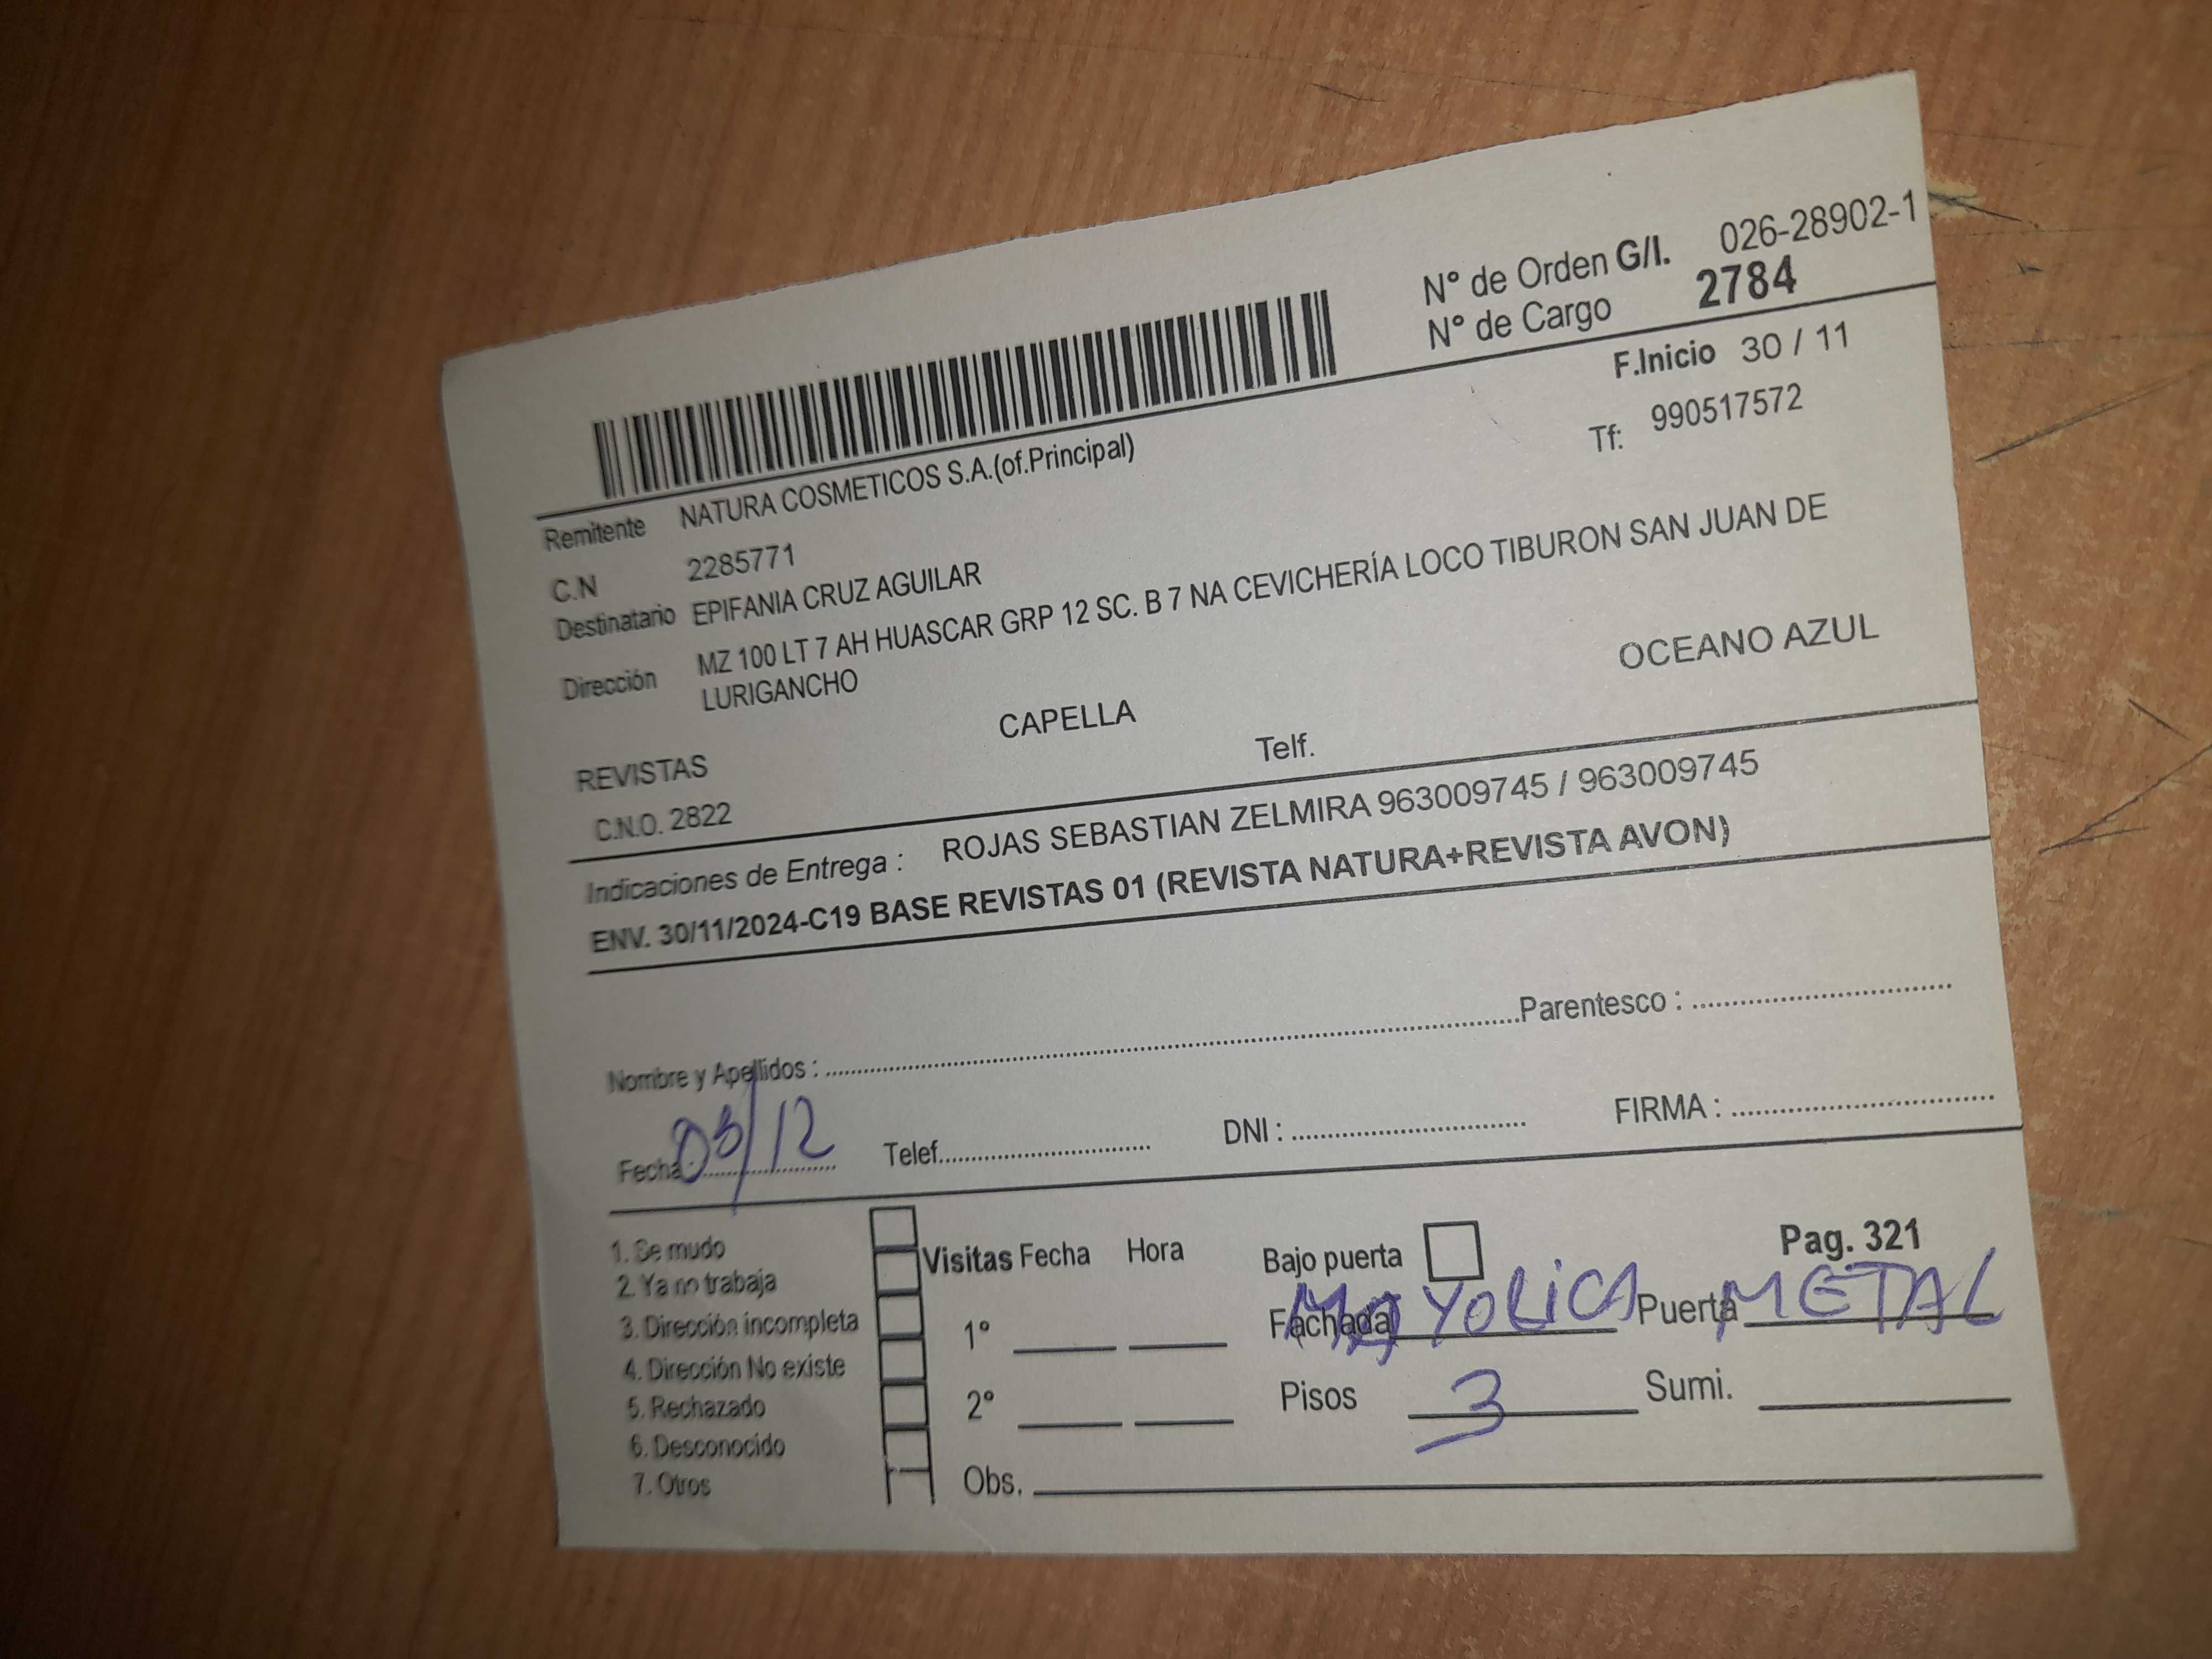 N° de Orden G/I. 026-28902-1
N° de Cargo 2784
F.Inicio 30 / 11
Tf: 990517572
Remitente NATURA COSMETICOS S.A.(of.Principal)
C.N 2285771
Destinatario EPIFANIA CRUZ AGUILAR
Dirección MZ 100 LT 7 AH HUASCAR GRP 12 SC. B 7 NA CEVICHERÍA LOCO TIBURON SAN JUAN DE
LURIGANCHO
OCEANO AZUL
REVISTAS CAPELLA
C.N.O. 2822 Telf.
Indicaciones de Entrega : ROJAS SEBASTIAN ZELMIRA 963009745 / 963009745
ENV. 30/11/2024-C19 BASE REVISTAS 01 (REVISTA NATURA+REVISTA AVON)
Nombre y Apellidos : Parentesco :
Fecha: 03/12 Telef. DNI : FIRMA :
1. Se mudo
2. Ya no trabaja
3. Dirección incompleta
4. Dirección No existe
5. Rechazado
6. Desconocido
7. Otros
Visitas Fecha Hora
1°
2°
Obs.
Bajo puerta Pag. 321
Fachada MAYOLICA Puerta METAL
Pisos 3 Sumi.